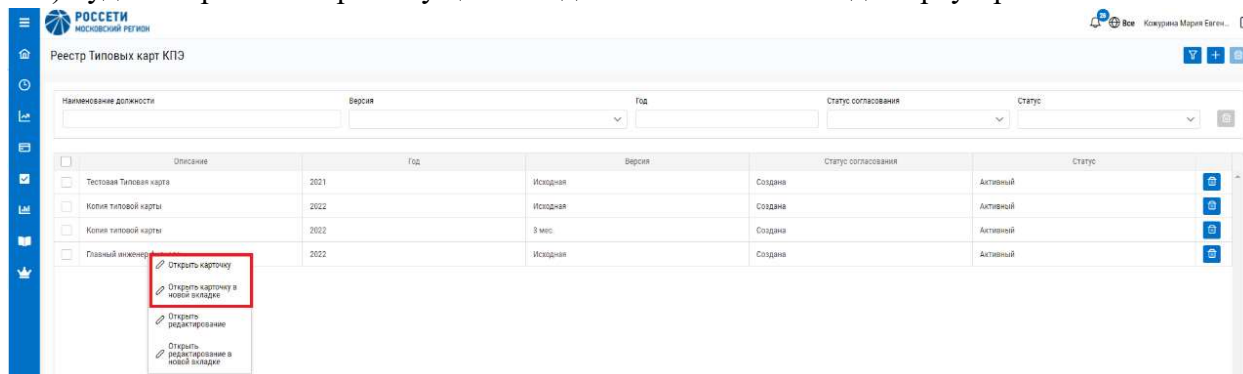 РОССЕТИ
МОСКОВСКИЙ РЕГИОН
28
Все Кожурина Мария Евген...
Реестр Типовых карт КПЭ
Наименование должности Версия Год Статус согласования Статус
Описание Год Версия Статус согласования Статус
Тестовая Типовая карта 2021 Исходная Создана Активный
Копия типовой карты 2022 Исходная Создана Активный
Копия типовой карты 2022 3 мес. Создана Активный
Главный инженер 2022 Исходная Создана Активный
Открыть карточку
Открыть карточку в
новой вкладке
Открыть
редактирование
Открыть
редактирование в
новой вкладке